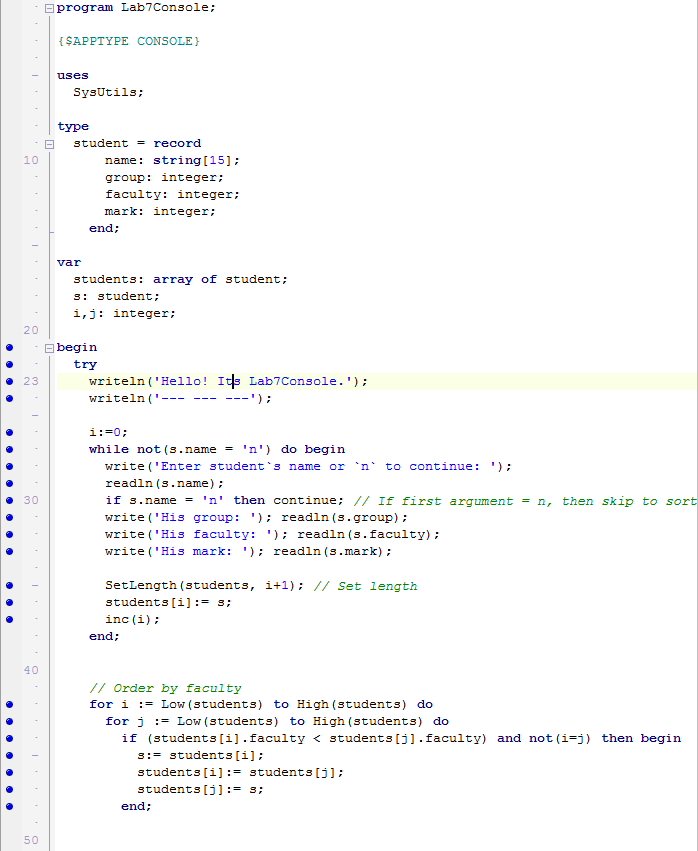 program Lab7Console;
{$APPTYPE CONSOLE}
uses
  SysUtils;
type
  student = record
10      name: string[15];
      group: integer;
      faculty: integer;
      mark: integer;
    end;
var
  students: array of student;
  s: student;
  i,j: integer;
20
begin
  try
23    writeln('Hello! Its Lab7Console.');
    writeln('--- --- ---');
    i:=0;
    while not(s.name = 'n') do begin
      write('Enter student`s name or `n` to continue: ');
      readln(s.name);
30      if s.name = 'n' then continue; // If first argument = n, then skip to sort
      write('His group: '); readln(s.group);
      write('His faculty: '); readln(s.faculty);
      write('His mark: '); readln(s.mark);
      SetLength(students, i+1); // Set length
      students[i]:= s;
      inc(i);
    end;
40
    // Order by faculty
    for i := Low(students) to High(students) do
      for j := Low(students) to High(students) do
        if (students[i].faculty < students[j].faculty) and not(i=j) then begin
          s:= students[i];
          students[i]:= students[j];
          students[j]:= s;
        end;
50